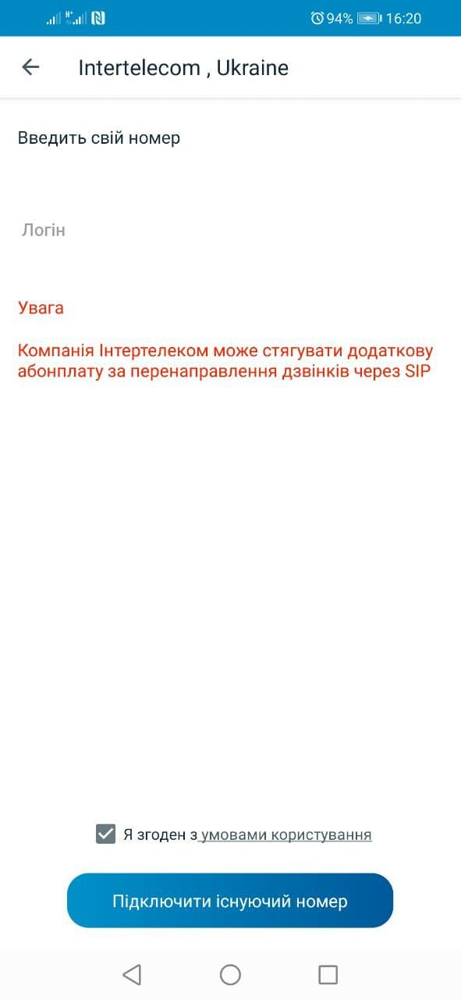 94% 16:20
Intertelecom , Ukraine
Введить свій номер
Логін
Увага
Компанія Інтертелеком може стягувати додаткову
абонплату за перенаправлення дзвінків через SIP
Я згоден з умовами користування
Підключити існуючий номер